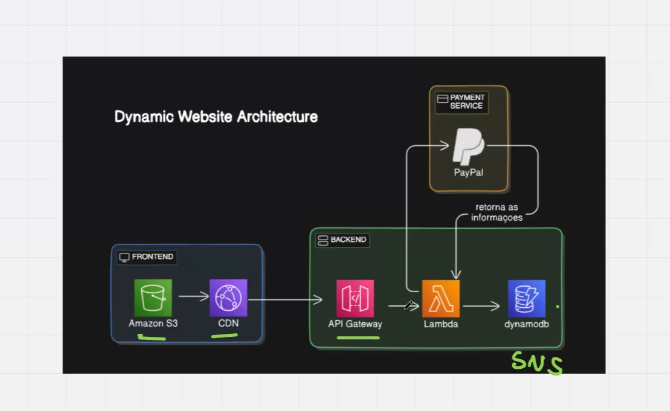 Dynamic Website Architecture
PAYMENT
SERVICE
PayPal
retorna as
informaçoes
FRONTEND
Amazon S3
CDN
BACKEND
API Gateway
Lambda
dynamodb
SNS